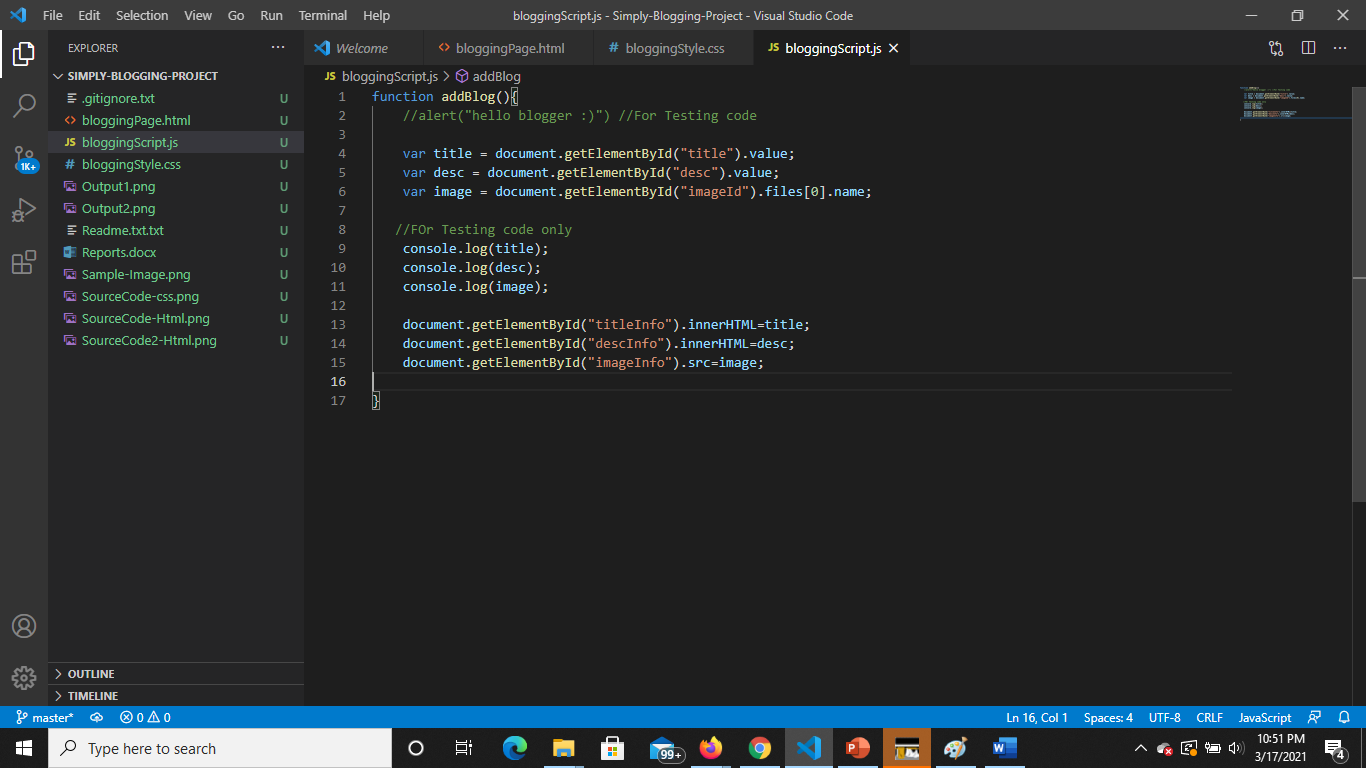 File Edit Selection View Go Run Terminal Help bloggingScript.js - Simply-Blogging-Project - Visual Studio Code
EXPLORER
Welcome bloggingPage.html bloggingStyle.css bloggingScript.js
SIMPLY-BLOGGING-PROJECT
.gitignore.txt U
bloggingPage.html U
bloggingScript.js U
bloggingStyle.css U
Output1.png U
Output2.png U
Readme.txt.txt U
Reports.docx U
Sample-Image.png U
SourceCode-css.png U
SourceCode-Html.png U
SourceCode2-Html.png U
OUTLINE
TIMELINE
1K+
JS bloggingScript.js > addBlog
1 function addBlog(){
2 //alert("hello blogger :)") //For Testing code
3
4 var title = document.getElementById("title").value;
5 var desc = document.getElementById("desc").value;
6 var image = document.getElementById("imageId").files[0].name;
7
8 //FOr Testing code only
9 console.log(title);
10 console.log(desc);
11 console.log(image);
12
13 document.getElementById("titleInfo").innerHTML=title;
14 document.getElementById("descInfo").innerHTML=desc;
15 document.getElementById("imageInfo").src=image;
16
17 }
master* 0 0 Ln 16, Col 1 Spaces: 4 UTF-8 CRLF JavaScript
Type here to search 99+ 10:51 PM
3/17/2021 4